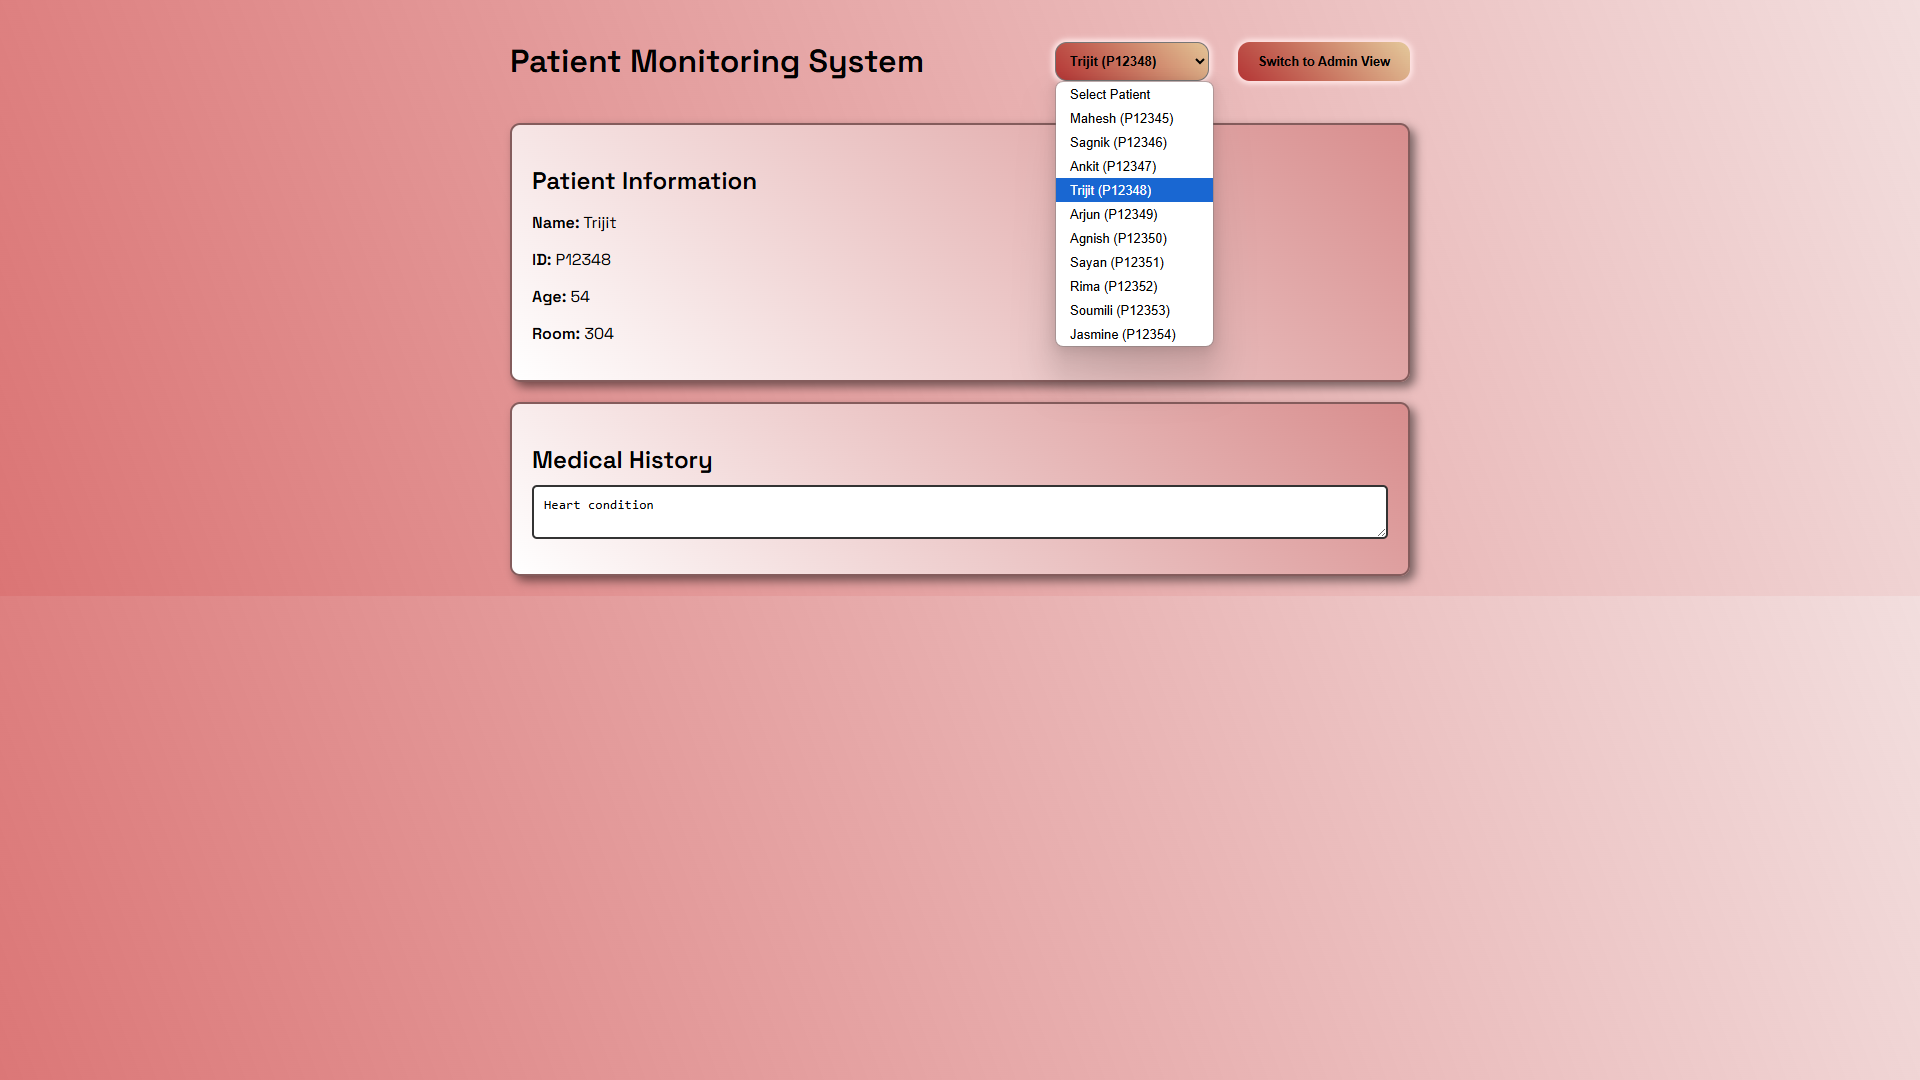 Patient Monitoring System
Trijit (P12348)
Switch to Admin View
Select Patient
Mahesh (P12345)
Sagnik (P12346)
Ankit (P12347)
Trijit (P12348)
Arjun (P12349)
Agnish (P12350)
Sayan (P12351)
Rima (P12352)
Soumili (P12353)
Jasmine (P12354)
Patient Information
Name: Trijit
ID: P12348
Age: 54
Room: 304
Medical History
Heart condition